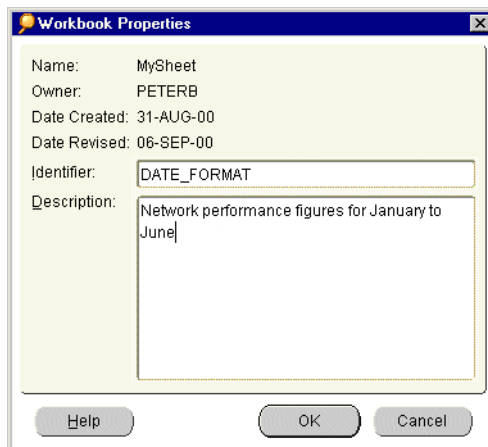 Workbook Properties
Name: MySheet
Owner: PETERB
Date Created: 31-AUG-00
Date Revised: 06-SEP-00
Identifier: DATE_FORMAT
Description: Network performance figures for January to
June
Help OK Cancel